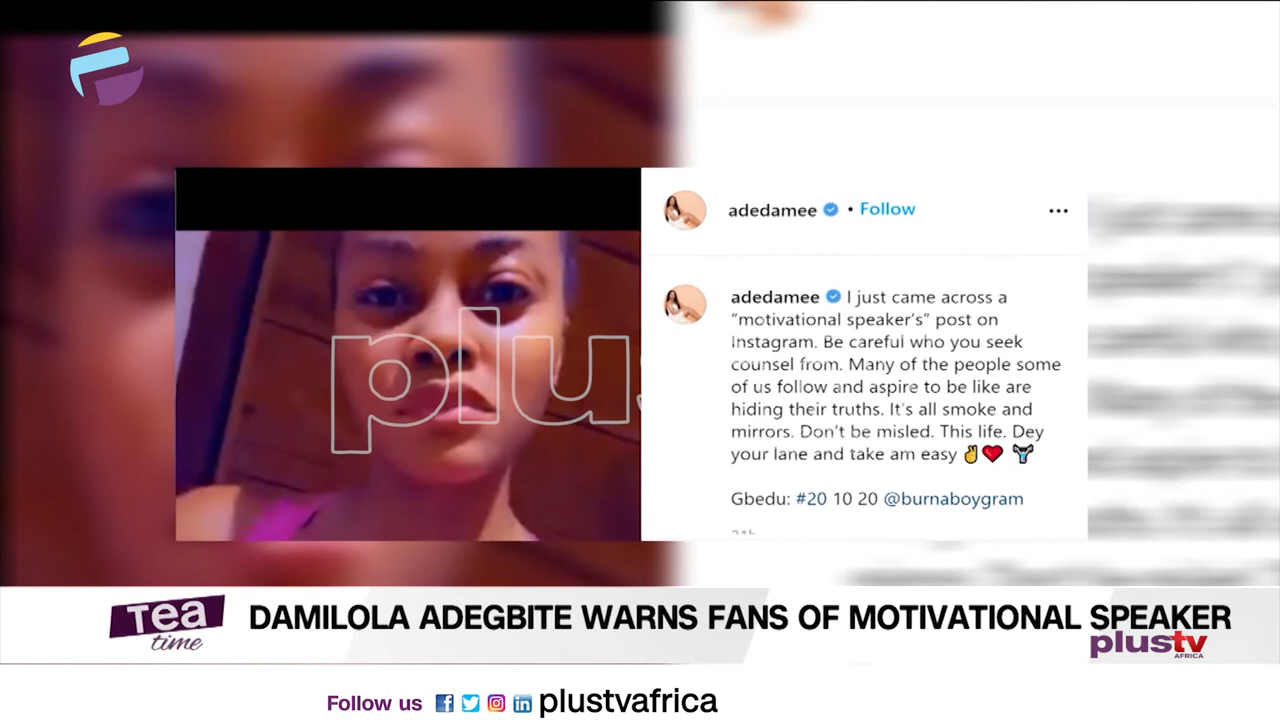 adedamee • Follow
adedamee I just came across a
“motivational speaker’s” post on
Instagram. Be careful who you seek
counsel from. Many of the people some
of us follow and aspire to be like are
hiding their truths. It’s all smoke and
mirrors. Don’t be misled. This life. Dey
your lane and take am easy ✌️❤️
Gbedu: #20 10 20 @burnaboygram
plus
Tea
time
DAMILOLA ADEGBITE WARNS FANS OF MOTIVATIONAL SPEAKER
plustv
AFRICA
Follow us plustvafrica